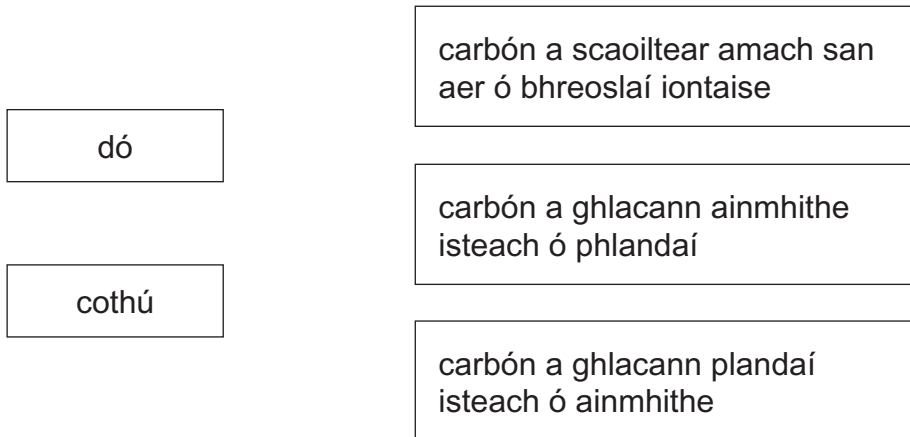 dó
cothú
carbón a scaoiltear amach san
aer ó bhreoslaí iontaise
carbón a ghlacann ainmhithe
isteach ó phlandaí
carbón a ghlacann plandaí
isteach ó ainmhithe